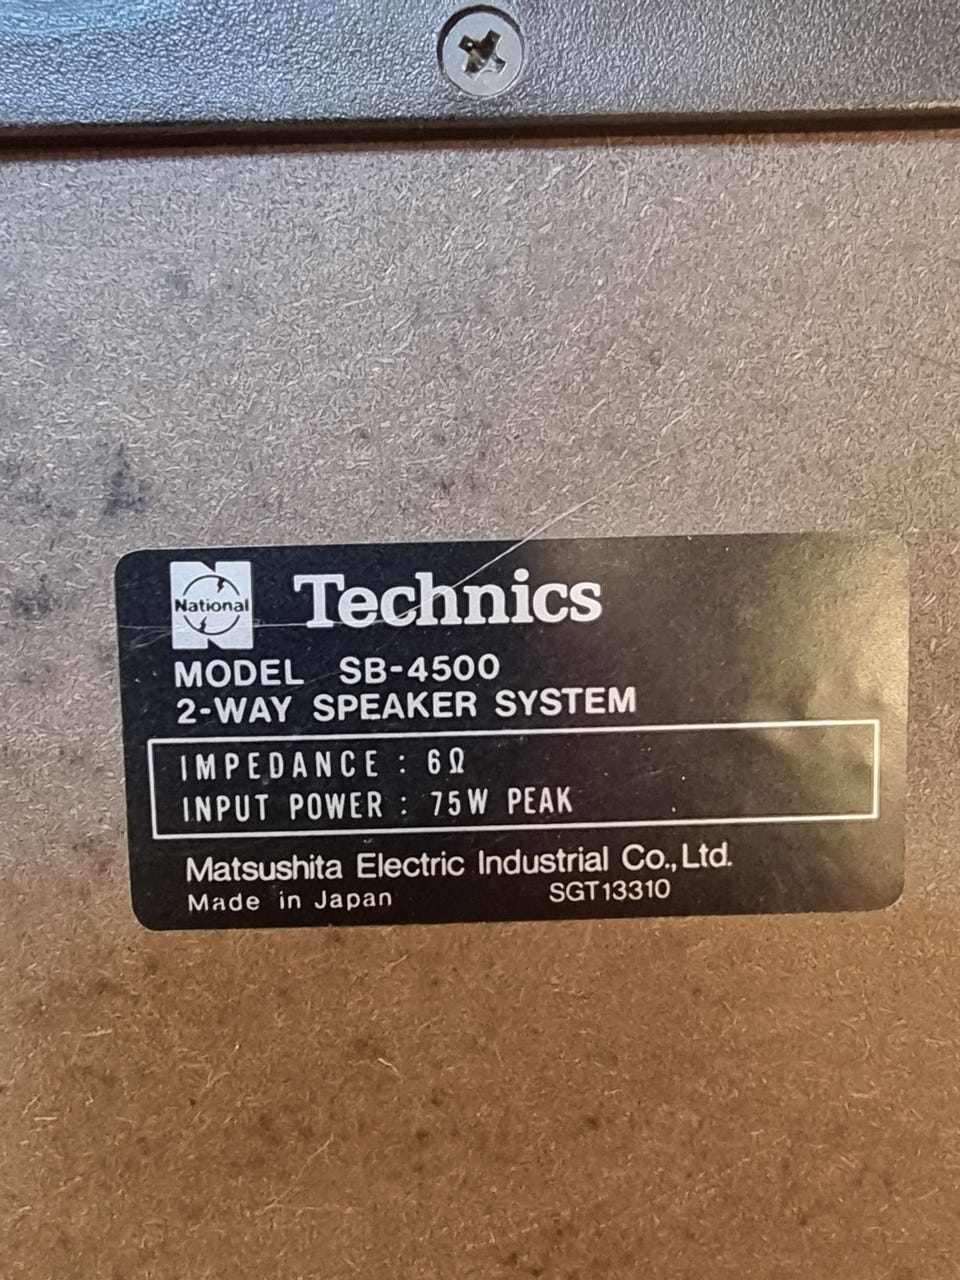 National Technics
MODEL SB-4500
2-WAY SPEAKER SYSTEM
IMPEDANCE : 6Ω
INPUT POWER : 75W PEAK
Matsushita Electric Industrial Co., Ltd.
Made in Japan SGT13310